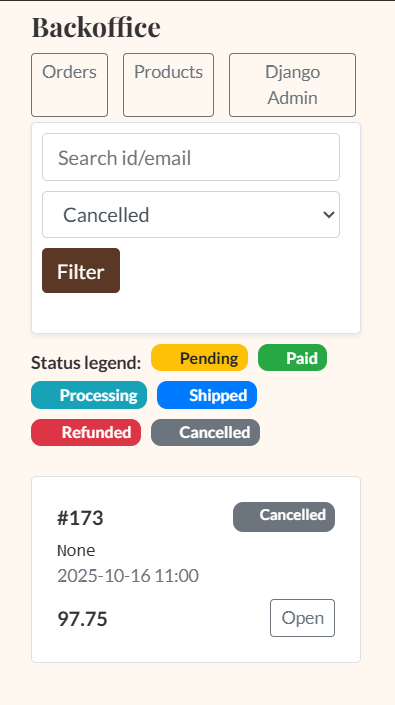 Backoffice
Orders
Products
Django
Admin
Search id/email
Cancelled
Filter
Status legend: Pending Paid
Processing Shipped
Refunded Cancelled
#173 Cancelled
None
2025-10-16 11:00
97.75 Open